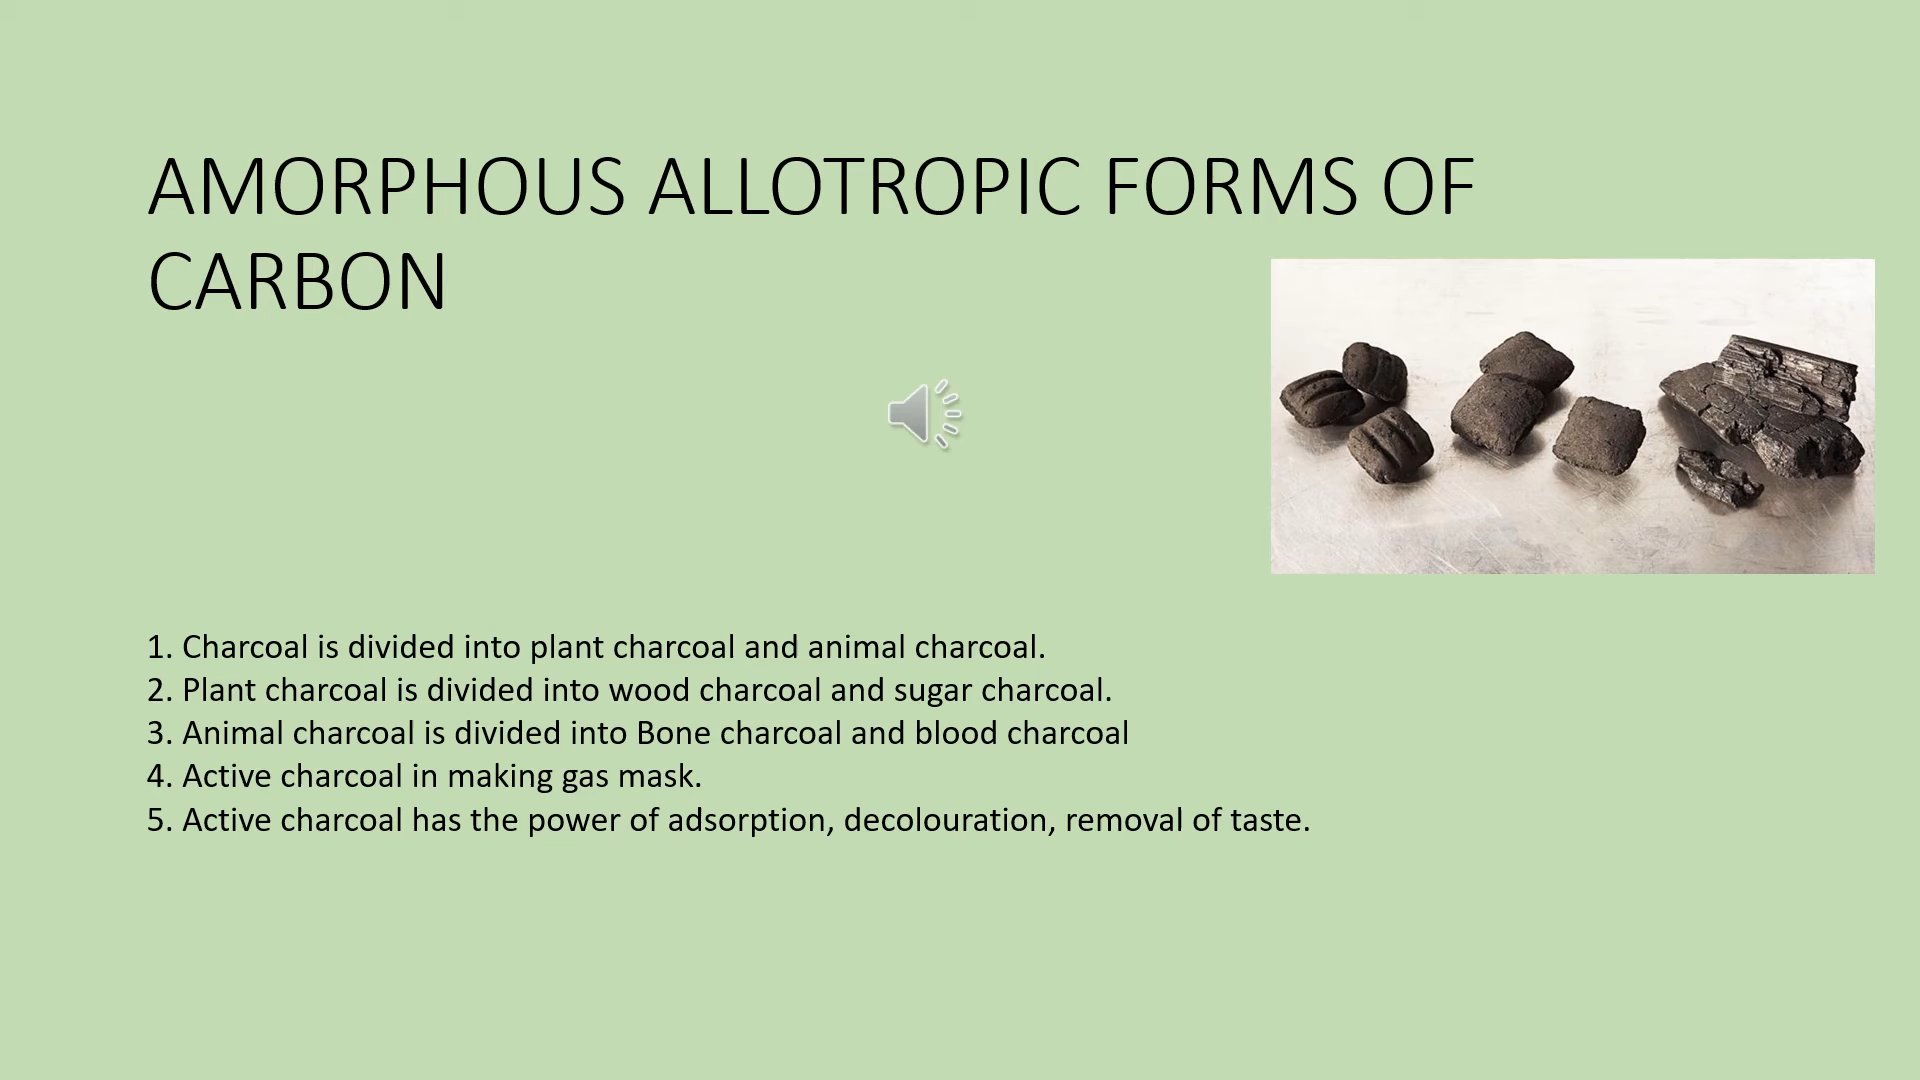 AMORPHOUS ALLOTROPIC FORMS OF
CARBON
1. Charcoal is divided into plant charcoal and animal charcoal.
2. Plant charcoal is divided into wood charcoal and sugar charcoal.
3. Animal charcoal is divided into Bone charcoal and blood charcoal
4. Active charcoal in making gas mask.
5. Active charcoal has the power of adsorption, decolouration, removal of taste.